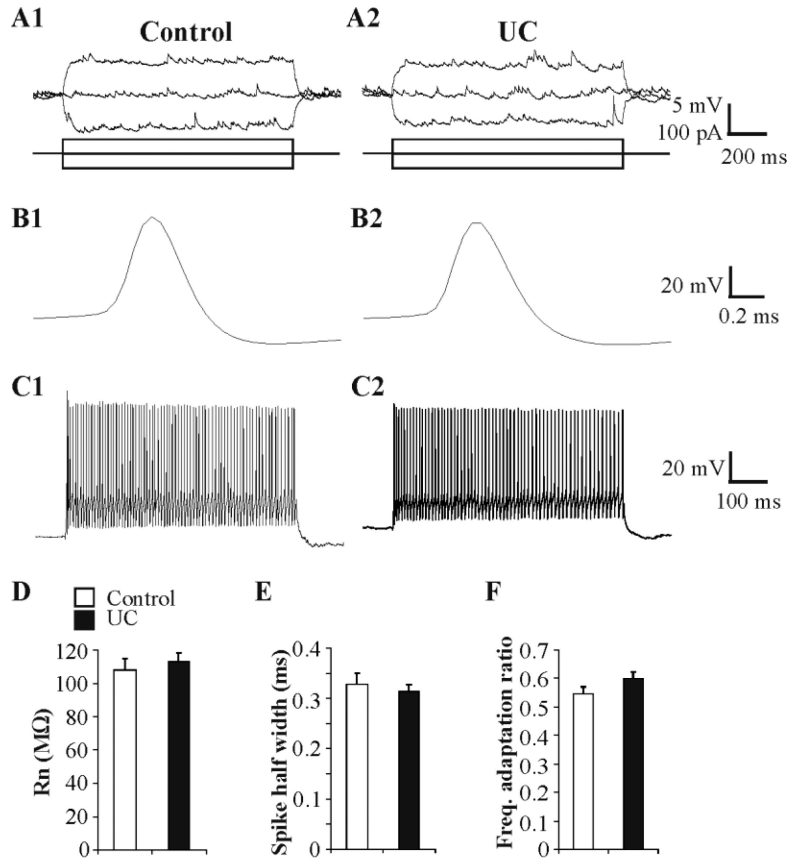 A1
Control
A2
UC
5 mV
100 pA
200 ms
B1
B2
20 mV
0.2 ms
C1
C2
20 mV
100 ms
D
Control
UC
Rn (MΩ)
120
100
80
60
40
20
0
E
Spike half width (ms)
0.4
0.3
0.2
0.1
0
F
Freq. adaptation ratio
0.7
0.6
0.5
0.4
0.3
0.2
0.1
0